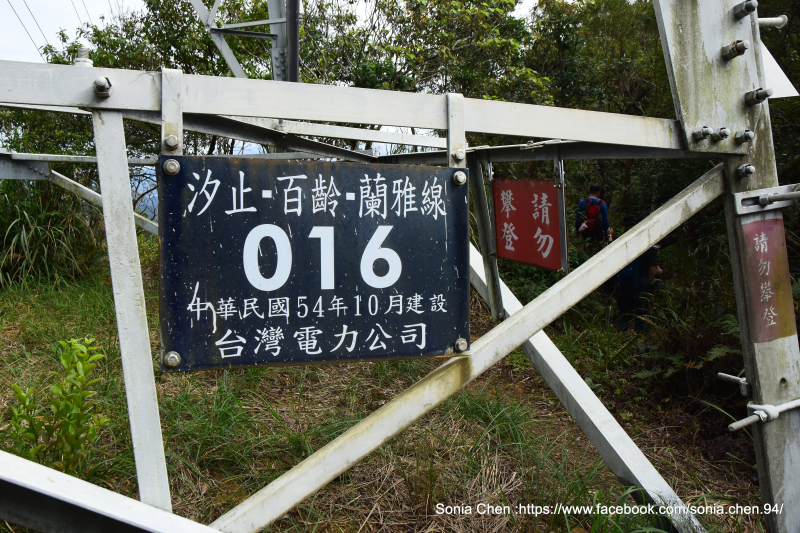 汐止-百齡-蘭雅線
016
中華民國54年10月建設
台灣電力公司
請勿
攀登
請勿攀登
Sonia Chen :https://www.facebook.com/sonia.chen.94/